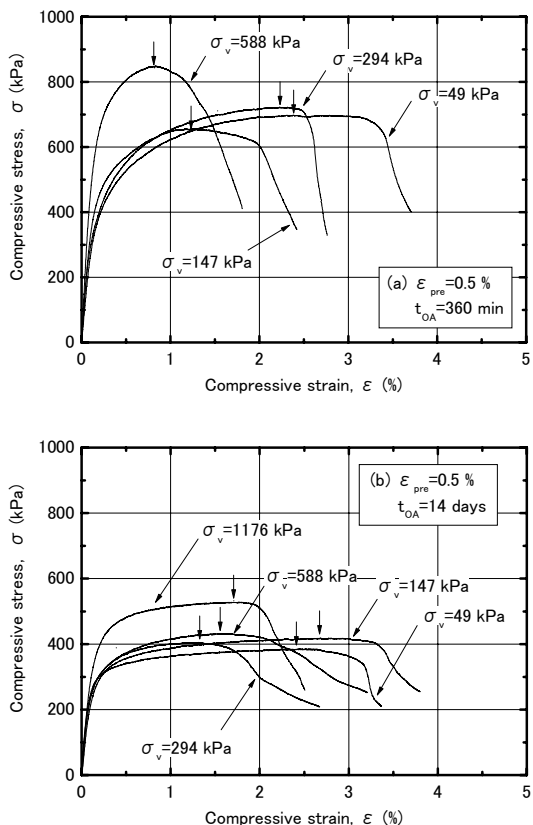 1000
800
600
400
200
0
Compressive stress, σ (kPa)
σv=588 kPa
σv=294 kPa
σv=49 kPa
σv=147 kPa
(a) εpre=0.5 %
tOA=360 min
0 1 2 3 4 5
Compressive strain, ε (%)
1000
800
600
400
200
0
Compressive stress, σ (kPa)
(b) εpre=0.5 %
tOA=14 days
σv=1176 kPa
σv=588 kPa
σv=147 kPa
σv=49 kPa
σv=294 kPa
0 1 2 3 4 5
Compressive strain, ε (%)